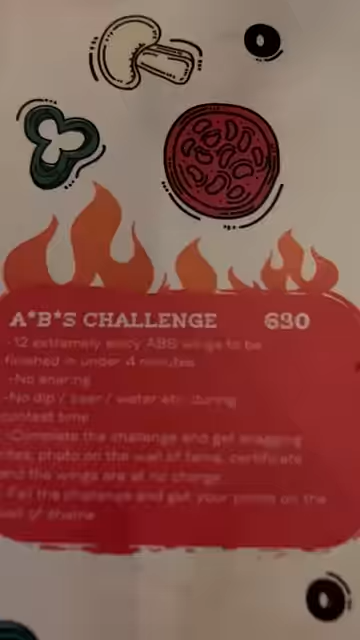 A*B*S CHALLENGE 630
- 12 extremely spicy ABS wings to be
finished in under 4 minutes
-No sharing
-No dip / beer / water etc. during
contest time
-Complete the challenge and get bragging
rites, photo on the wall of fame, certificate
and the wings are at no charge
-Fail the challenge and get your photo on the
wall of shame